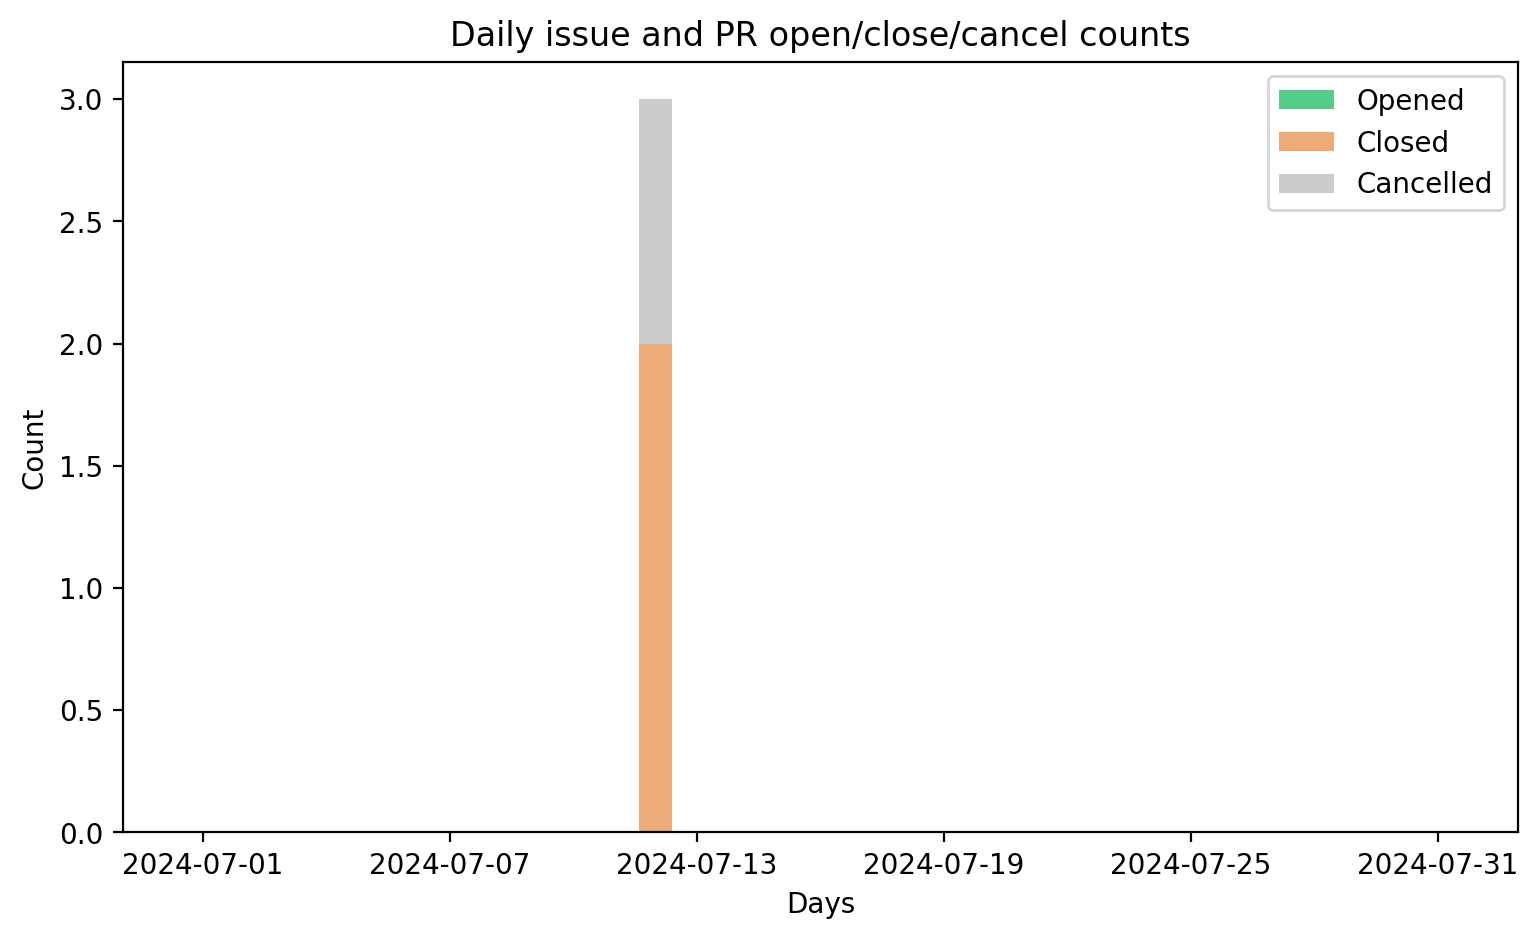 Daily issue and PR open/close/cancel counts
3.0
2.5
2.0
1.5
1.0
0.5
0.0
Count
Opened
Closed
Cancelled
2024-07-01 2024-07-07 2024-07-13 2024-07-19 2024-07-25 2024-07-31
Days